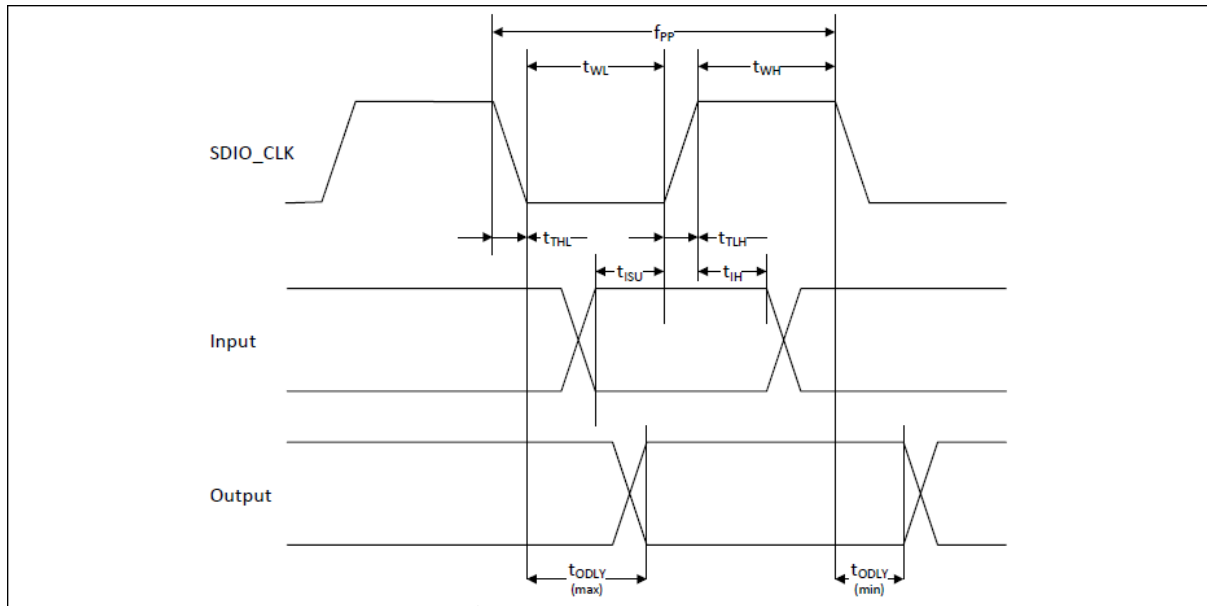 fPP
tWL
tWH
SDIO_CLK
tTHL
tTLH
tISU
tIH
Input
Output
tODLY
(max)
tODLY
(min)